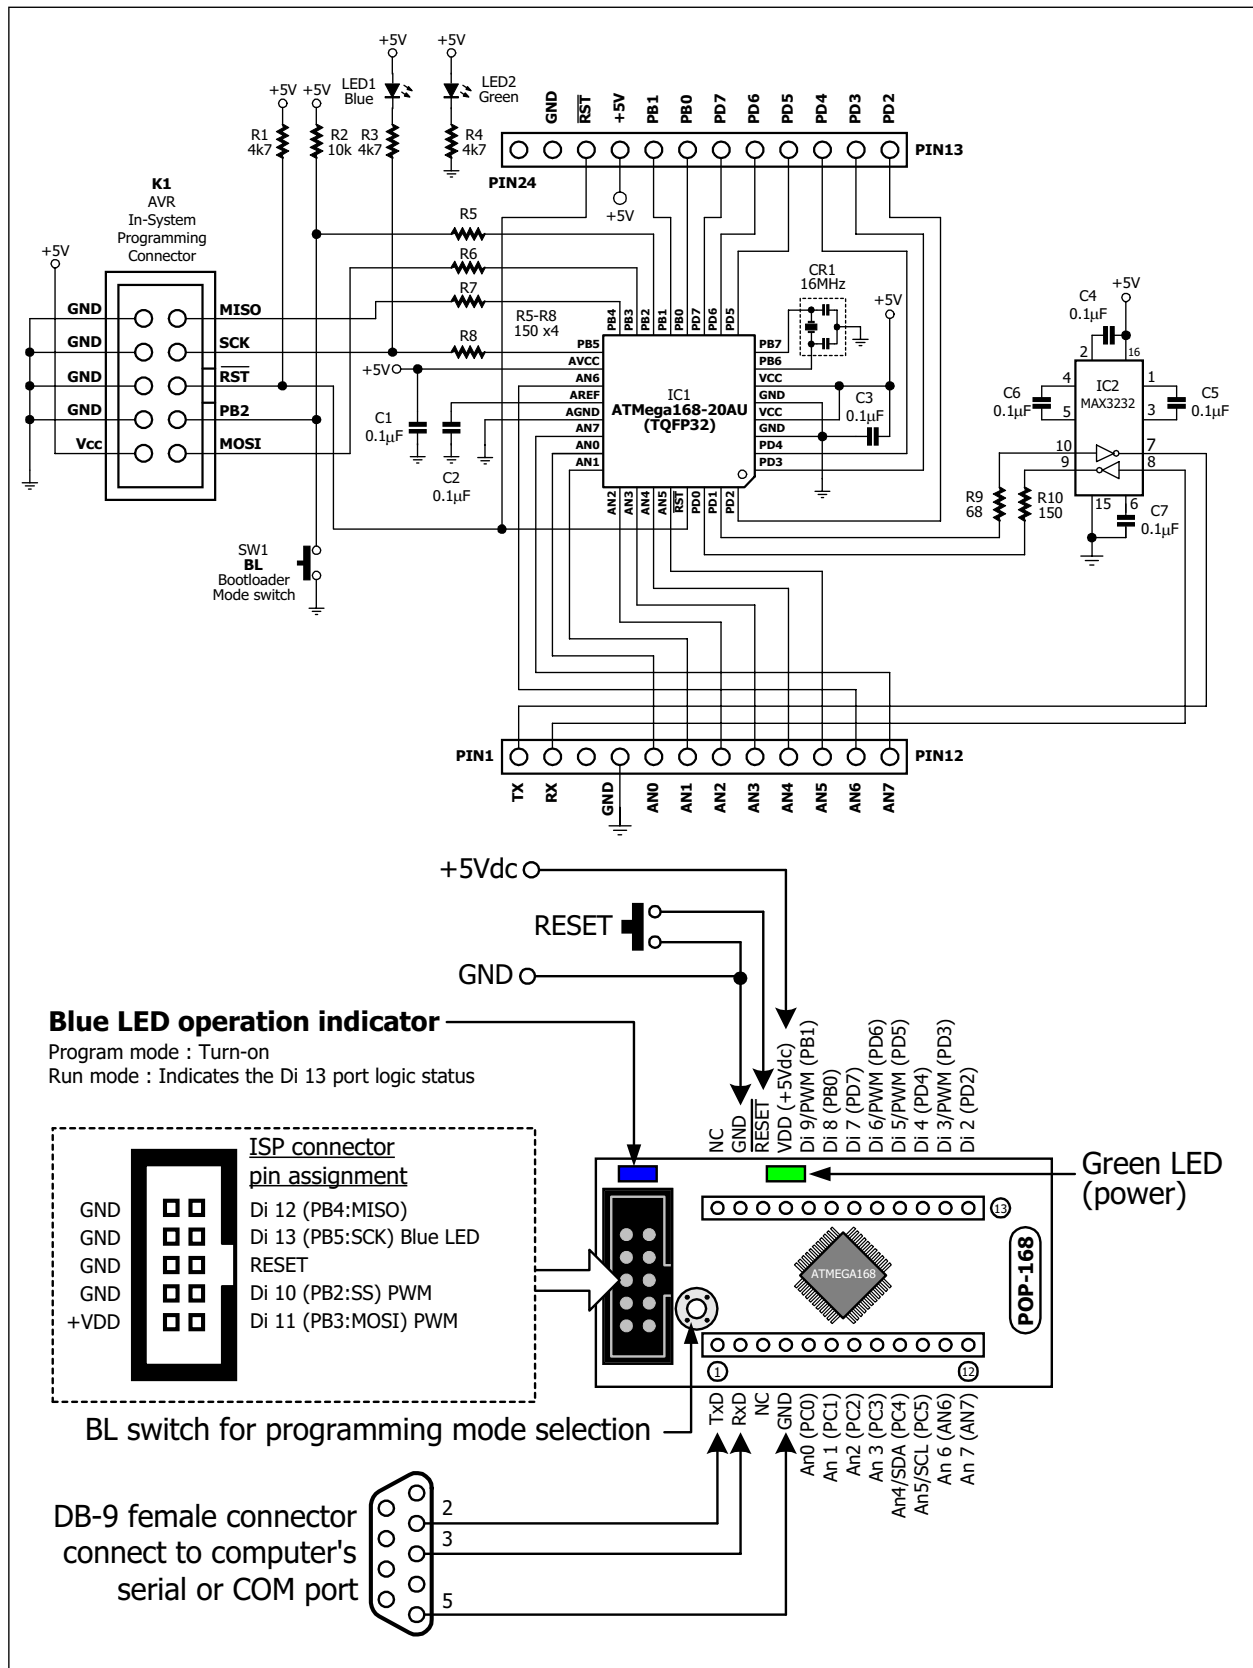 +5V
+5V
LED1
Blue
LED2
Green
+5V
+5V
R1
4k7
R2
10k
R3
4k7
R4
4k7
GND
RST
+5V
PB1
PB0
PD7
PD6
PD5
PD4
PD3
PD2
PIN13
PIN24
+5V
K1
AVR
In-System
Programming
Connector
+5V
R5
R6
R7
R8
R5-R8
150 x4
GND
MISO
GND
SCK
GND
RST
GND
PB2
Vcc
MOSI
CR1
16MHz
+5V
PB4
PB3
PB2
PB1
PB0
PD7
PD6
PD5
PB5
AVCC
AN6
AREF
AGND
AN7
AN0
AN1
IC1
ATMega168-20AU
(TQFP32)
PB7
PB6
VCC
GND
VCC
GND
PD4
PD3
AN2
AN3
AN4
AN5
RST
PD0
PD1
PD2
+5V
C1
0.1µF
C2
0.1µF
C3
0.1µF
C4
0.1µF
+5V
2
16
4
1
IC2
MAX3232
C6
0.1µF
C5
0.1µF
5
3
10
7
9
8
15
6
R9
68
R10
150
C7
0.1µF
SW1
BL
Bootloader
Mode switch
PIN1
PIN12
TX
RX
GND
AN0
AN1
AN2
AN3
AN4
AN5
AN6
AN7
+5Vdc
RESET
GND
Blue LED operation indicator
Program mode : Turn-on
Run mode : Indicates the Di 13 port logic status
NC
GND
RESET
VDD (+5Vdc)
Di 9/PWM (PB1)
Di 8 (PB0)
Di 7 (PD7)
Di 6/PWM (PD6)
Di 5/PWM (PD5)
Di 4 (PD4)
Di 3/PWM (PD3)
Di 2 (PD2)
ISP connector
pin assignment
GND
Di 12 (PB4:MISO)
GND
Di 13 (PB5:SCK) Blue LED
GND
RESET
GND
Di 10 (PB2:SS) PWM
+VDD
Di 11 (PB3:MOSI) PWM
Green LED
(power)
13
ATMEGA168
POP-168
1
12
BL switch for programming mode selection
TxD
RxD
NC
GND
An0 (PC0)
An 1 (PC1)
An2 (PC2)
An 3 (PC3)
An4/SDA (PC4)
An5/SCL (PC5)
An 6 (AN6)
An 7 (AN7)
DB-9 female connector
connect to computer's
serial or COM port
2
3
5